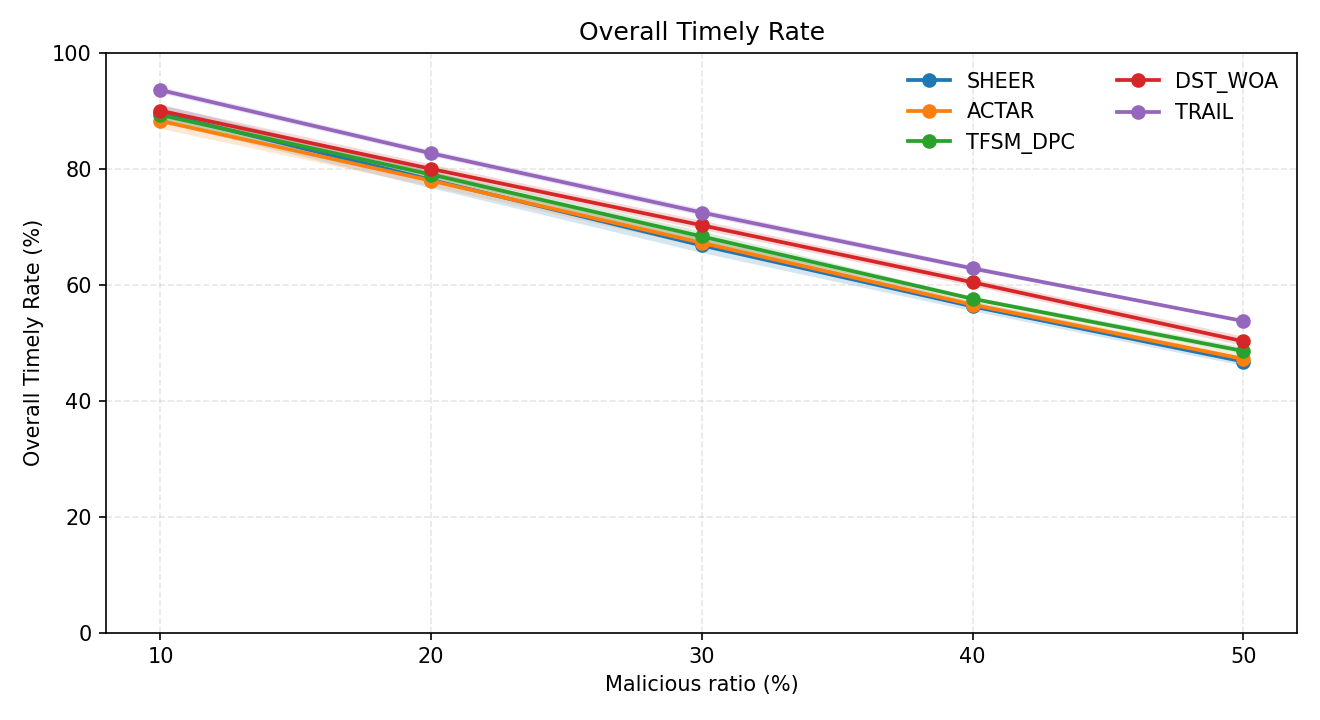 Overall Timely Rate
Overall Timely Rate (%)
100
80
60
40
20
0
SHEER
ACTAR
TFSM_DPC
DST_WOA
TRAIL
10 20 30 40 50
Malicious ratio (%)